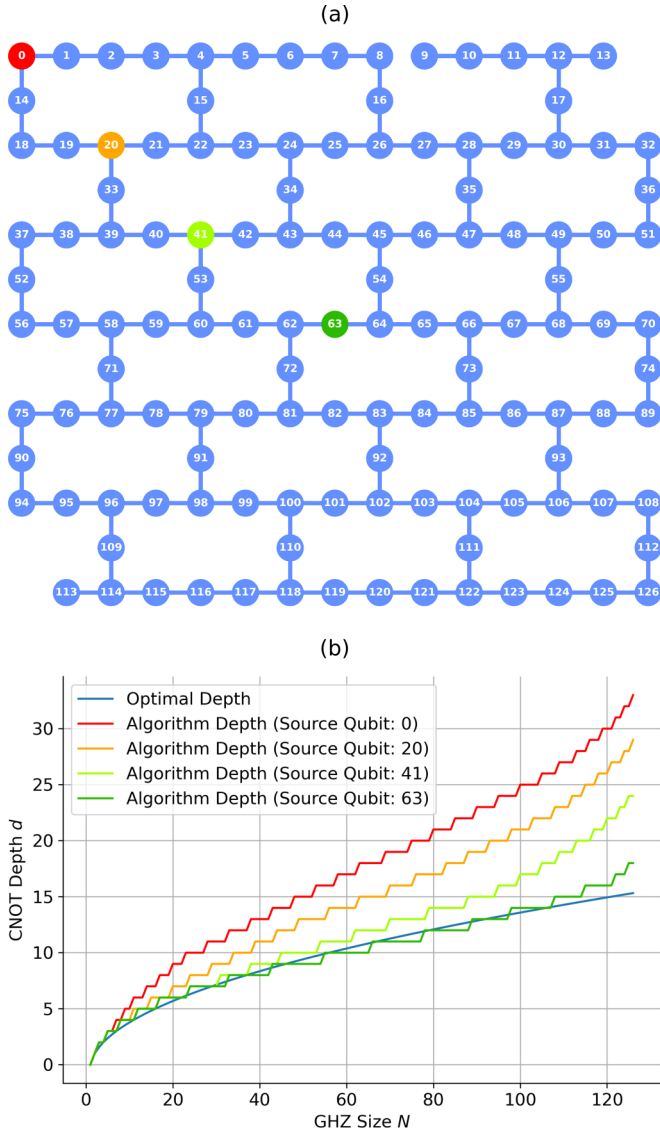 (a)
0 1 2 3 4 5 6 7 8 9 10 11 12 13
14 15 16 17
18 19 20 21 22 23 24 25 26 27 28 29 30 31 32
33 34 35 36
37 38 39 40 41 42 43 44 45 46 47 48 49 50 51
52 53 54 55
56 57 58 59 60 61 62 63 64 65 66 67 68 69 70
71 72 73 74
75 76 77 78 79 80 81 82 83 84 85 86 87 88 89
90 91 92 93
94 95 96 97 98 99 100 101 102 103 104 105 106 107 108
109 110 111 112
113 114 115 116 117 118 119 120 121 122 123 124 125 126
(b)
Optimal Depth
Algorithm Depth (Source Qubit: 0)
Algorithm Depth (Source Qubit: 20)
Algorithm Depth (Source Qubit: 41)
Algorithm Depth (Source Qubit: 63)
CNOT Depth d
30
25
20
15
10
5
0
0 20 40 60 80 100 120
GHZ Size N